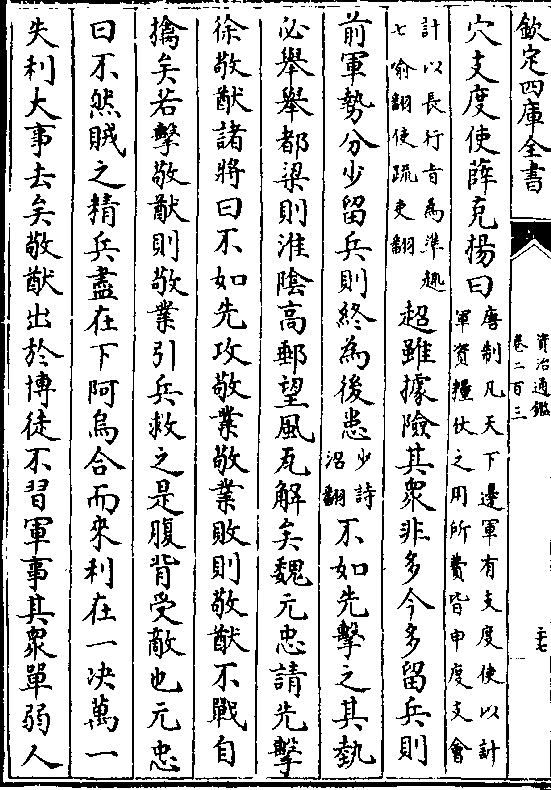 欽定四庫全書
資治通鑑
卷二百三
二十七
穴支度使薛克楊曰唐制凡天下邊軍有支度使以計軍資糧仗之用所費皆申度支會
計以長行旨為準趣七喻翻使疏吏翻超雖據險其衆非多今多留兵則
前軍勢分少留兵則終為後患少詩沼翻不如先擊之其勢
必舉舉都梁則淮陰高郵望風瓦解矣魏元忠請先擊
徐敬猷諸將曰不如先攻敬業敬業敗則敬猷不戰自
擒矣若擊敬猷則敬業引兵救之是腹背受敵也元忠
曰不然賊之精兵盡在下阿烏合而來利在一決萬一
失利大事去矣敬猷出於博徒不習軍事其衆單弱人